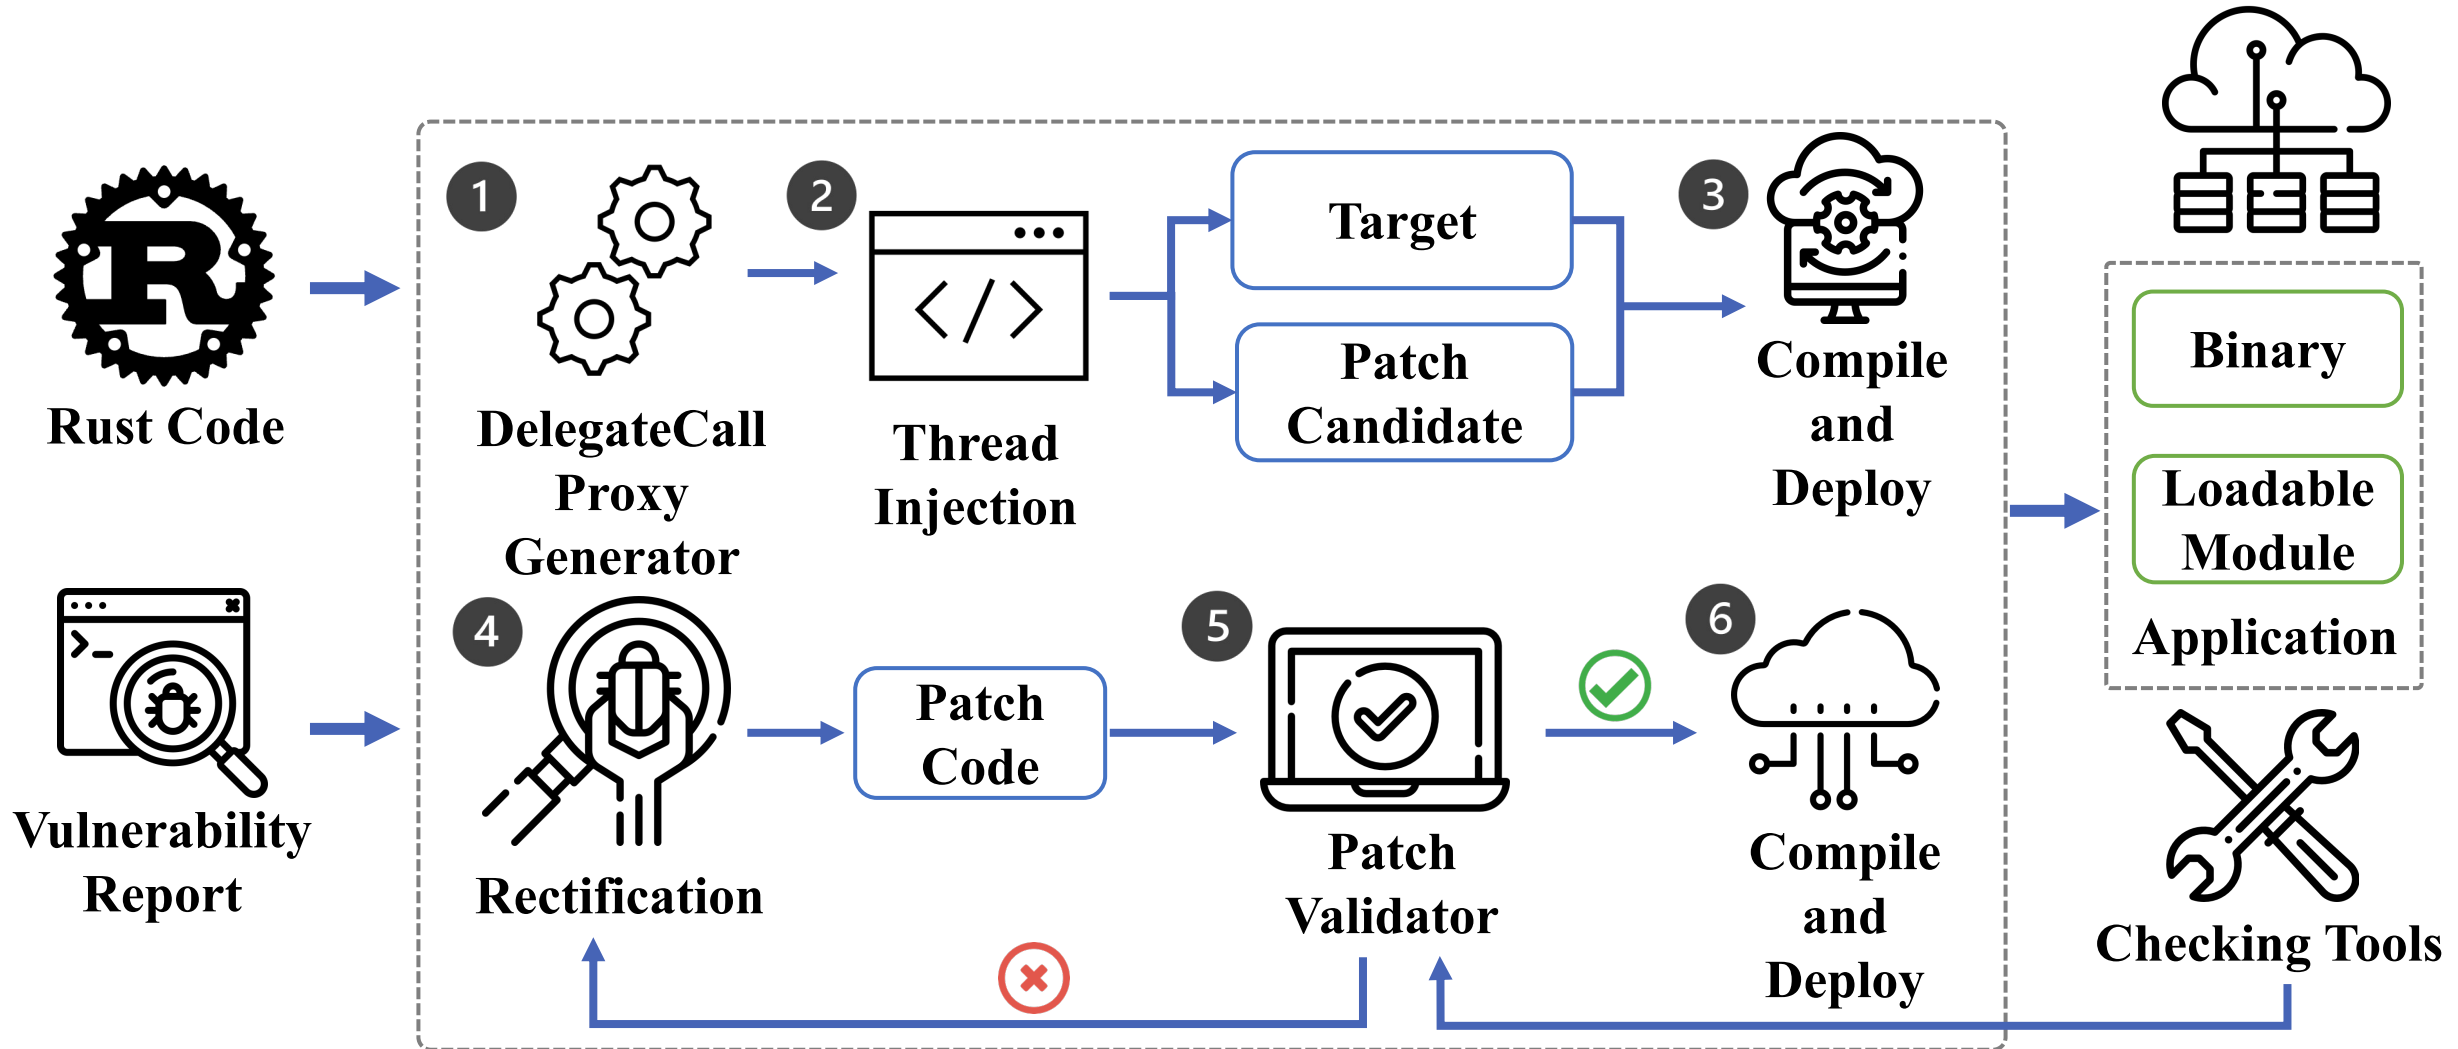 1
2
3
Target
Patch
Candidate
Rust Code
DelegateCall
Proxy
Generator
Thread
Injection
Compile
and
Deploy
Binary
Loadable
Module
Application
Vulnerability
Report
4
Rectification
Patch
Code
5
Patch
Validator
6
Compile
and
Deploy
Checking Tools